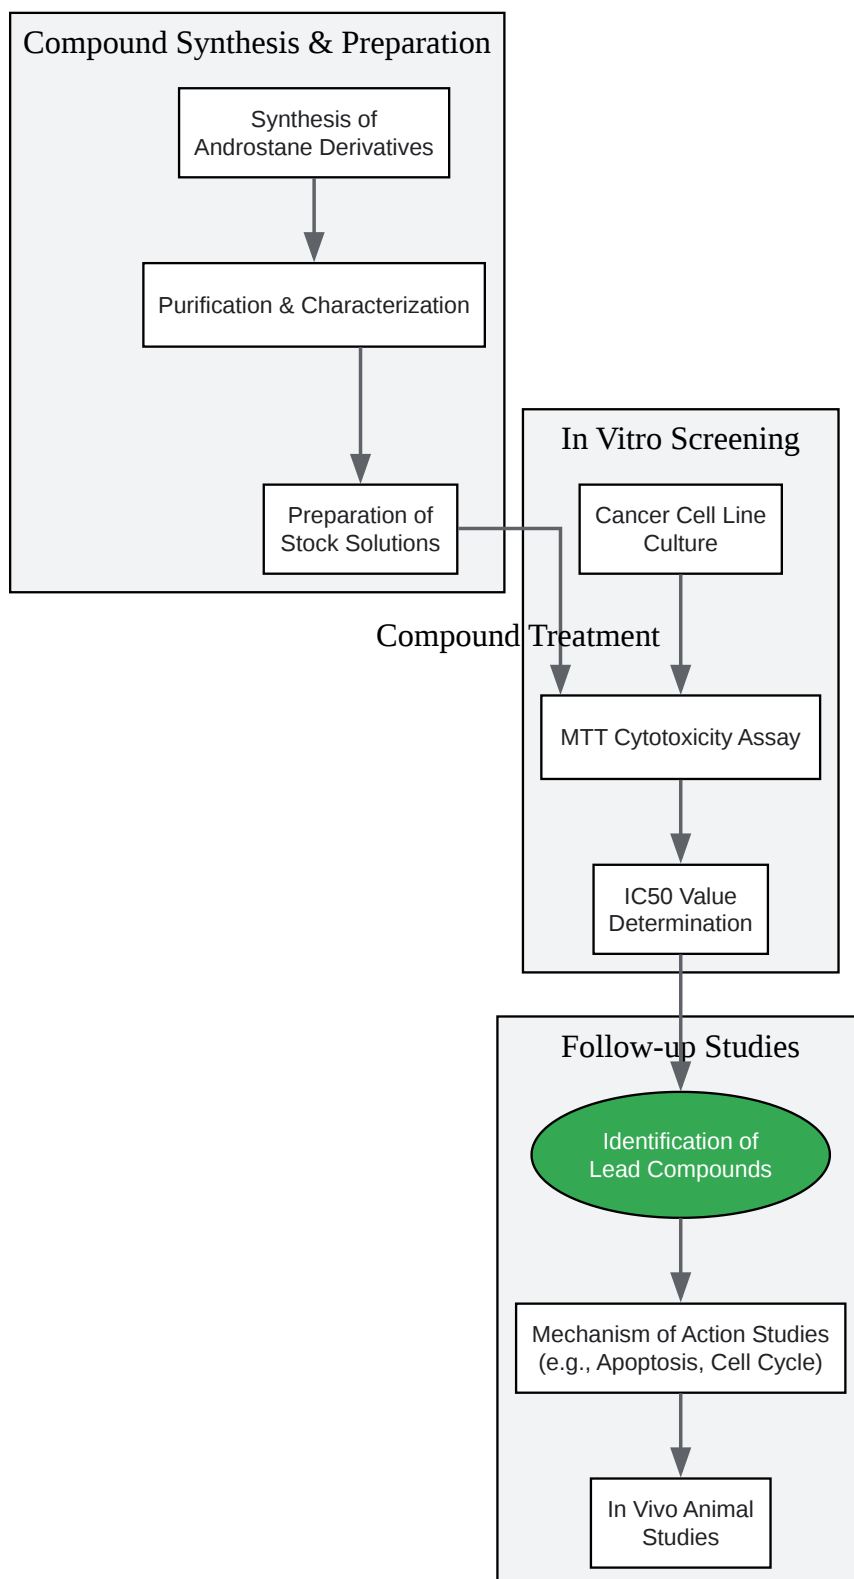 Compound Synthesis & Preparation
Synthesis of
Androstane Derivatives
Purification & Characterization
Preparation of
Stock Solutions
In Vitro Screening
Cancer Cell Line
Culture
Compound Treatment
MTT Cytotoxicity Assay
IC50 Value
Determination
Follow-up Studies
Identification of
Lead Compounds
Mechanism of Action Studies
(e.g., Apoptosis, Cell Cycle)
In Vivo Animal
Studies